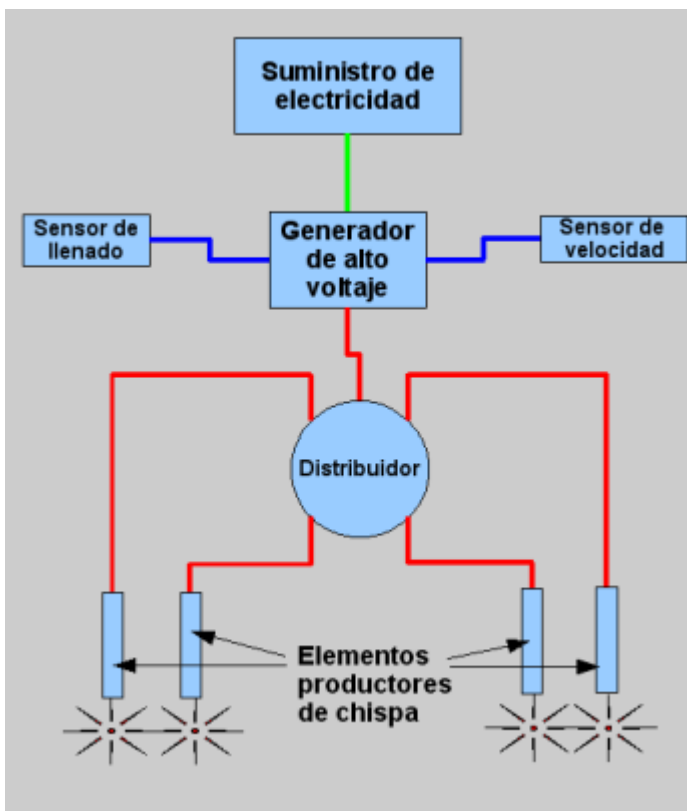 Suministro de
electricidad
Sensor de
llenado
Generador
de alto
voltaje
Sensor de
velocidad
Distribuidor
Elementos
productores
de chispa